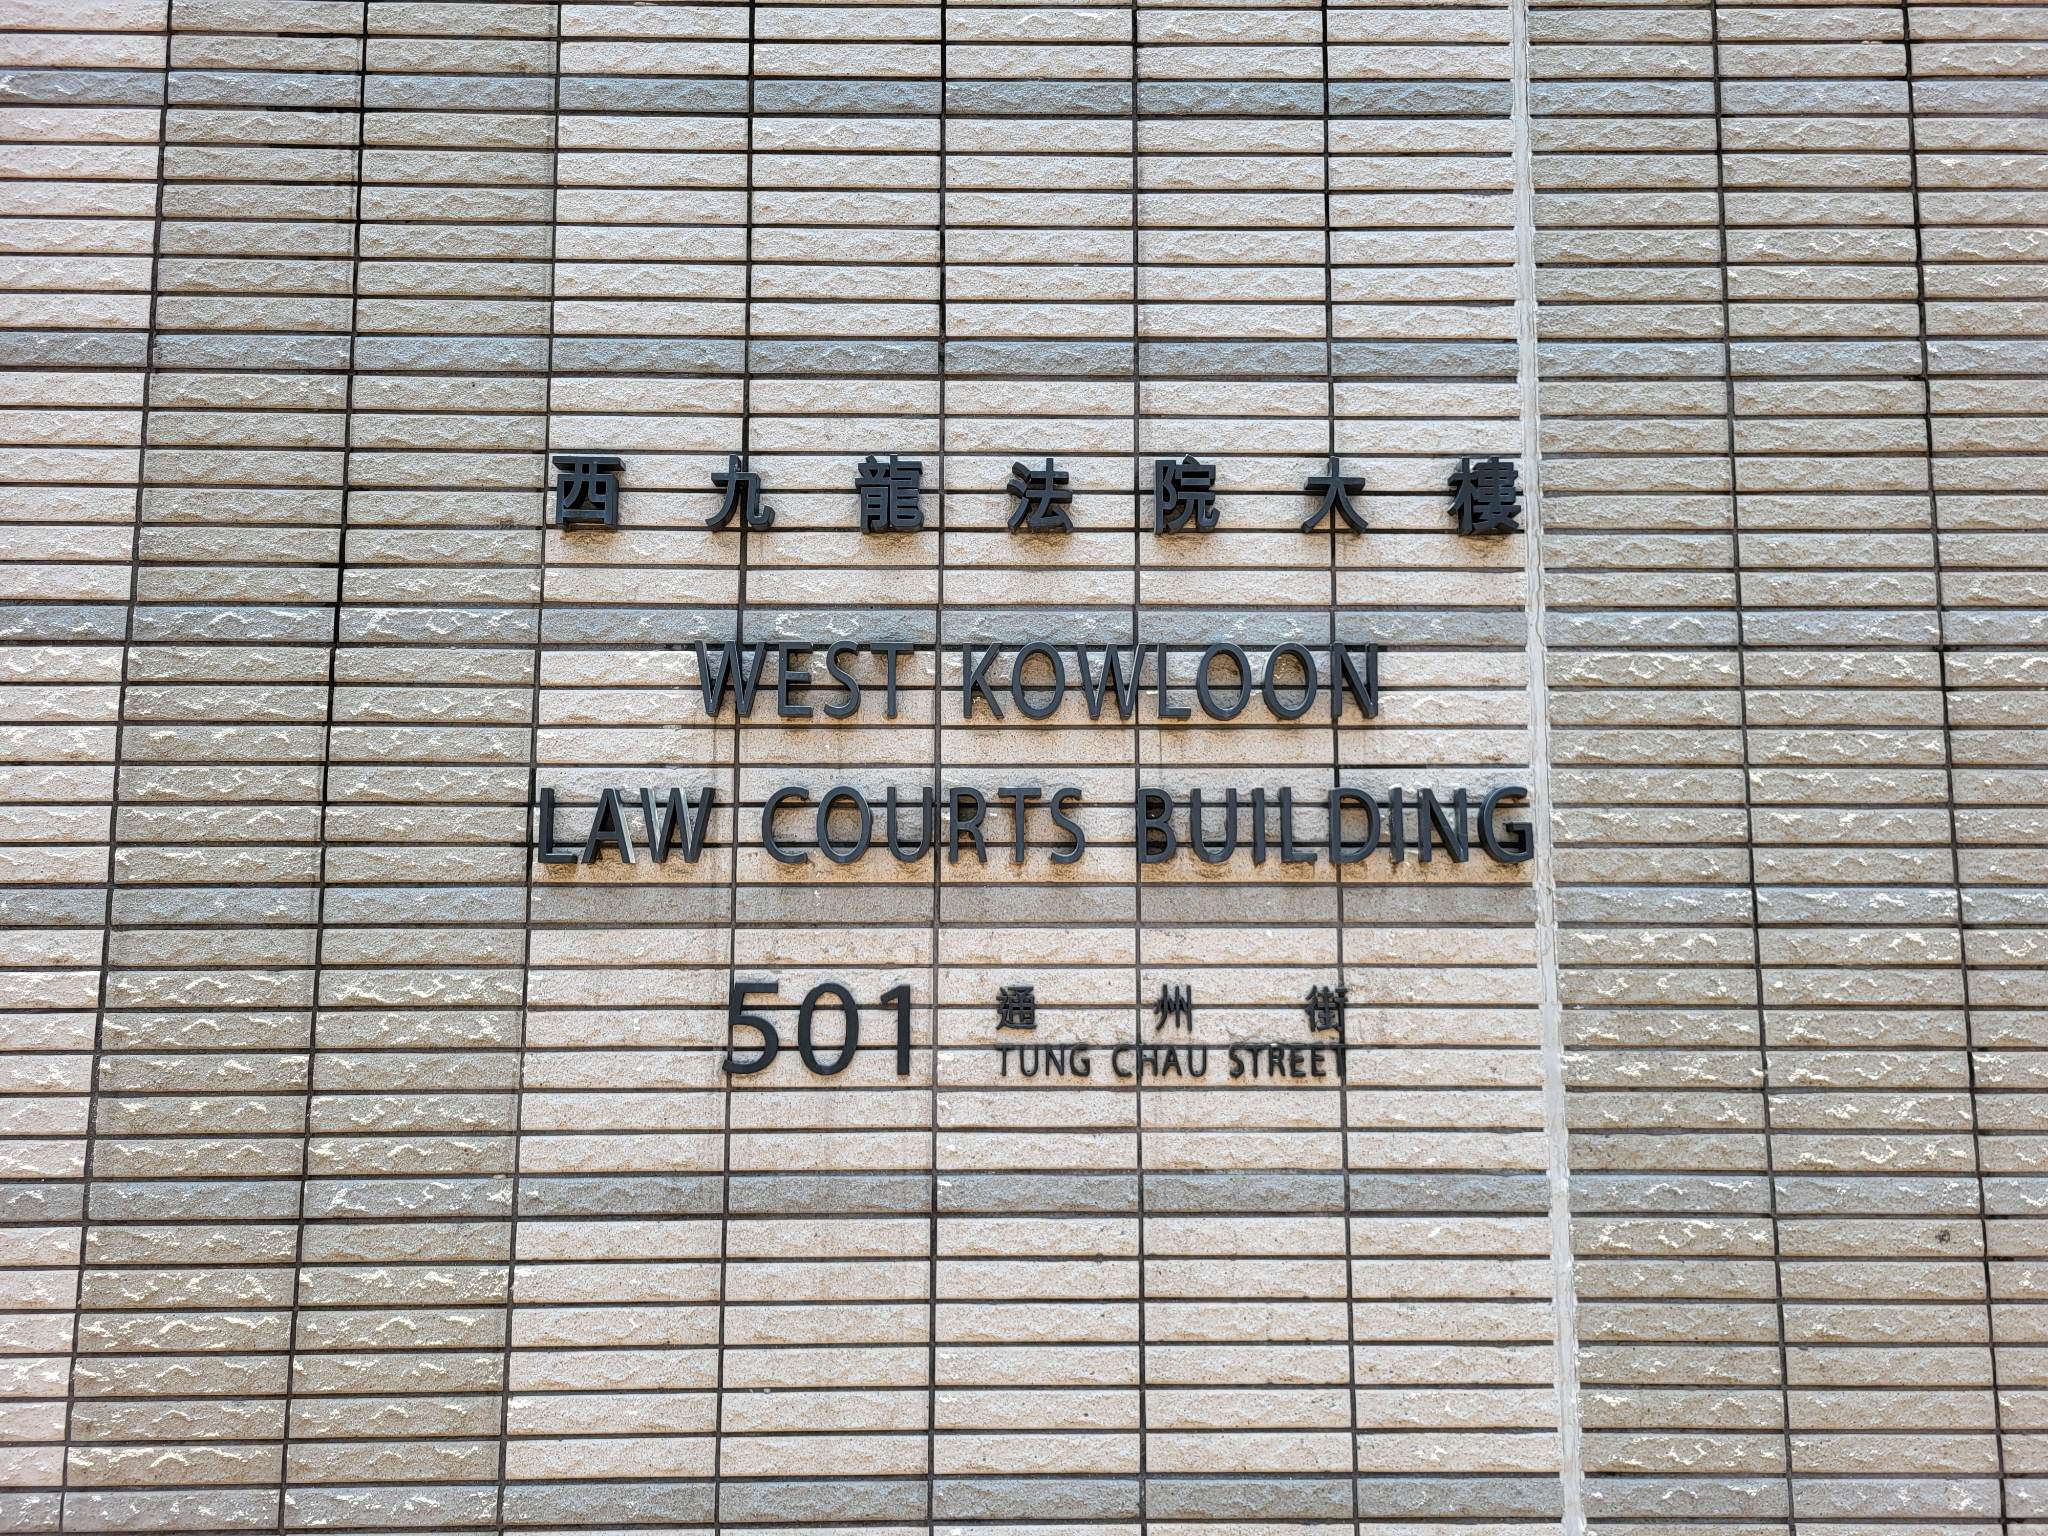 西九龍法院大樓
WEST KOWLOON
LAW COURTS BUILDING
501 通州街
TUNG CHAU STREET